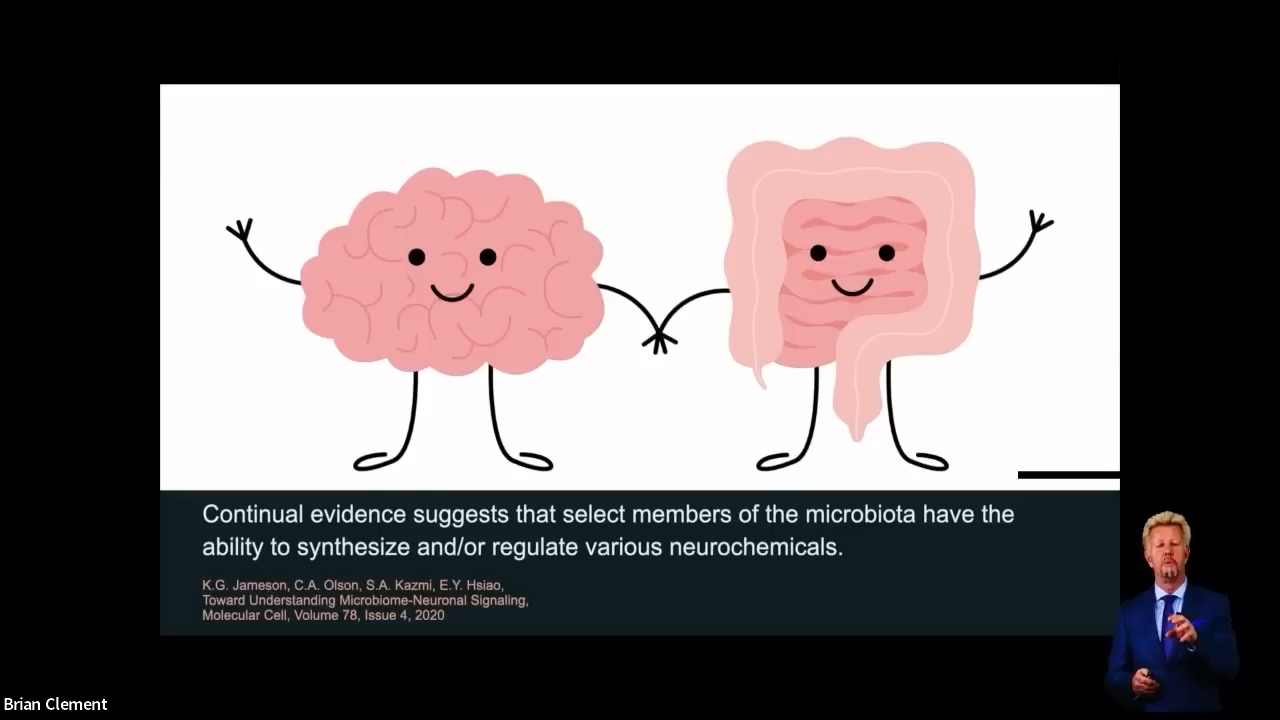 Continual evidence suggests that select members of the microbiota have the
ability to synthesize and/or regulate various neurochemicals.
K.G. Jameson, C.A. Olson, S.A. Kazmi, E.Y. Hsiao,
Toward Understanding Microbiome-Neuronal Signaling,
Molecular Cell, Volume 78, Issue 4, 2020
Brian Clement